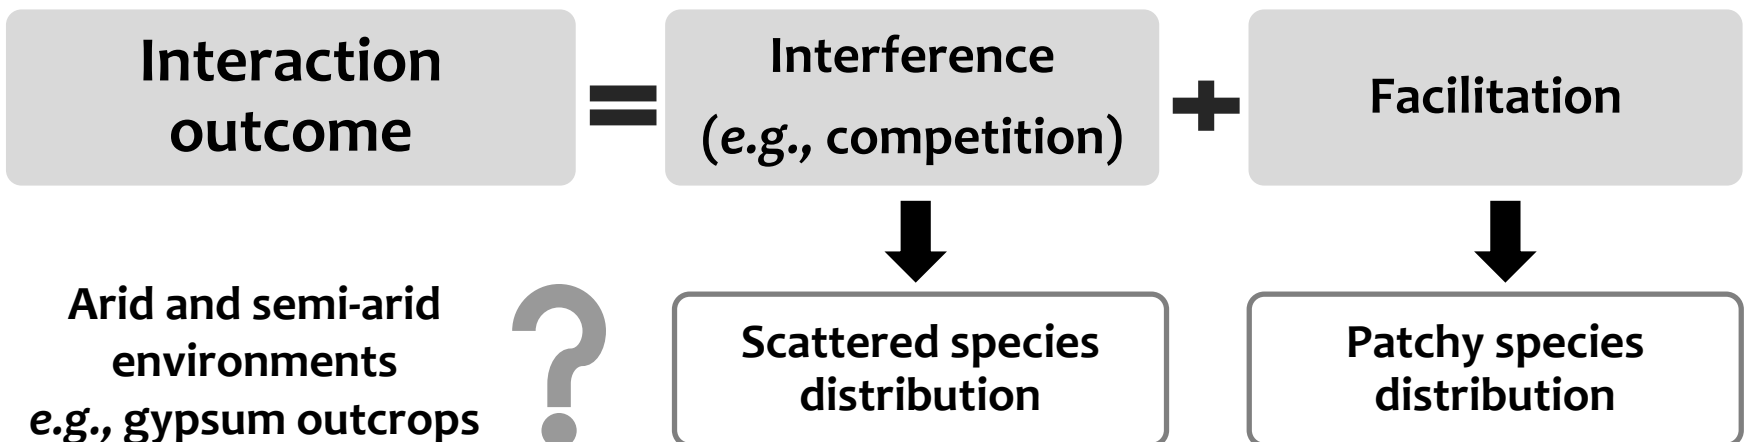 Interaction
outcome
=
Interference
(e.g., competition)
+
Facilitation
Arid and semi-arid
environments
e.g., gypsum outcrops
?
Scattered species
distribution
Patchy species
distribution